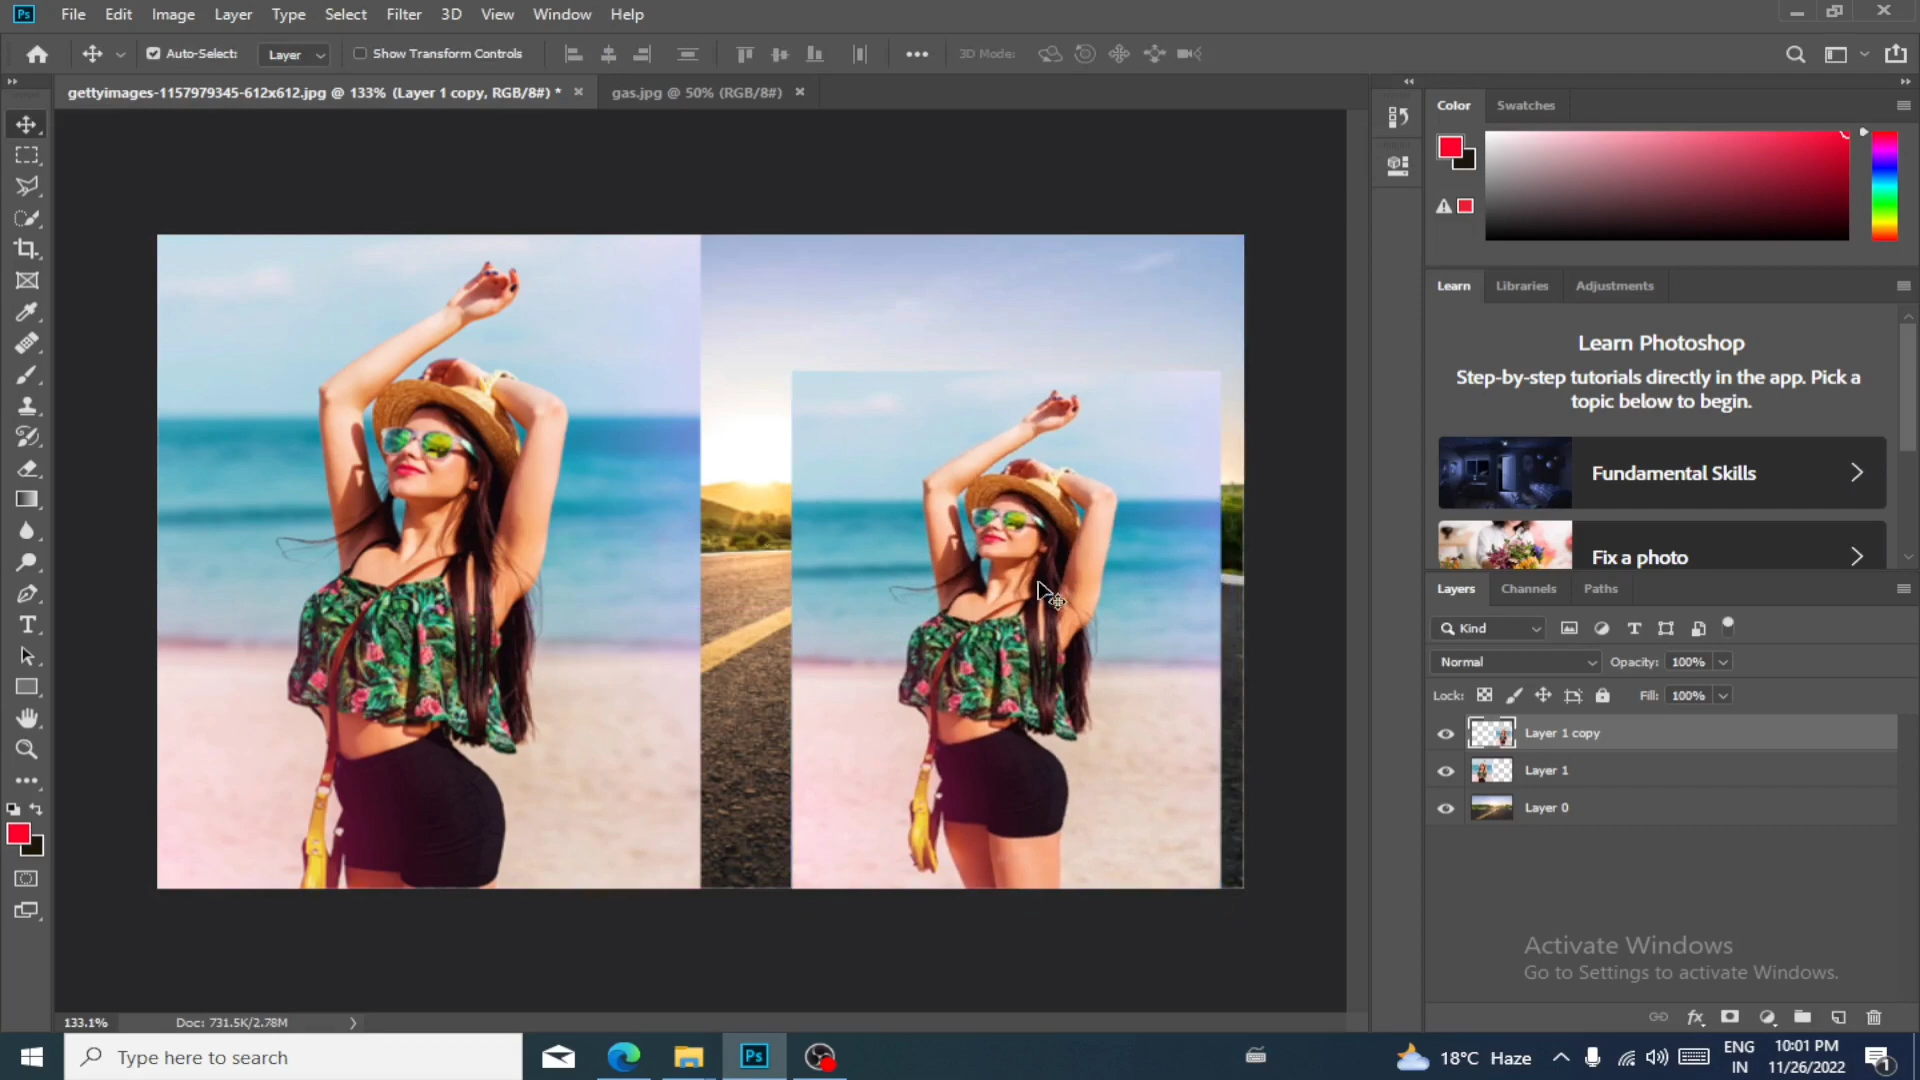 Ps File Edit Image Layer Type Select Filter 3D View Window Help
Auto-Select: Layer Show Transform Controls 3D Mode:
gettyimages-1157979345-612x612.jpg @ 133% (Layer 1 copy, RGB/8#) * gas.jpg @ 50% (RGB/8#)
Color Swatches
Learn Libraries Adjustments
Learn Photoshop
Step-by-step tutorials directly in the app. Pick a
topic below to begin.
Fundamental Skills
Fix a photo
Layers Channels Paths
Kind
Normal Opacity: 100%
Lock: Fill: 100%
Layer 1 copy
Layer 1
Layer 0
Activate Windows
Go to Settings to activate Windows.
133.1% Doc: 731.5K/2.78M
Type here to search
Ps
18°C Haze
ENG
IN
10:01 PM
11/26/2022
1